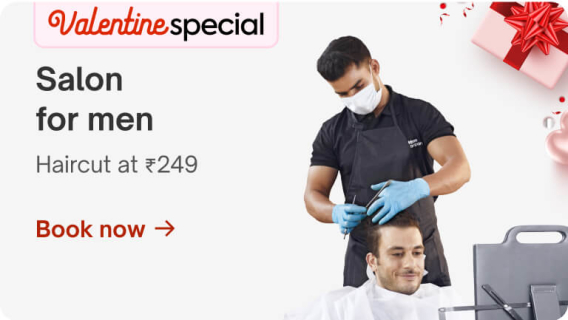 Valentine special
Salon
for men
Haircut at ₹249
Book now →